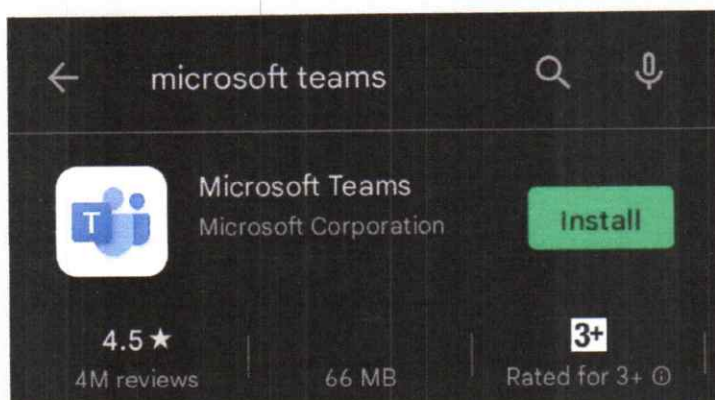 microsoft teams
T
Microsoft Teams
Microsoft Corporation
Install
4.5★
4M reviews
66 MB
3+
Rated for 3+